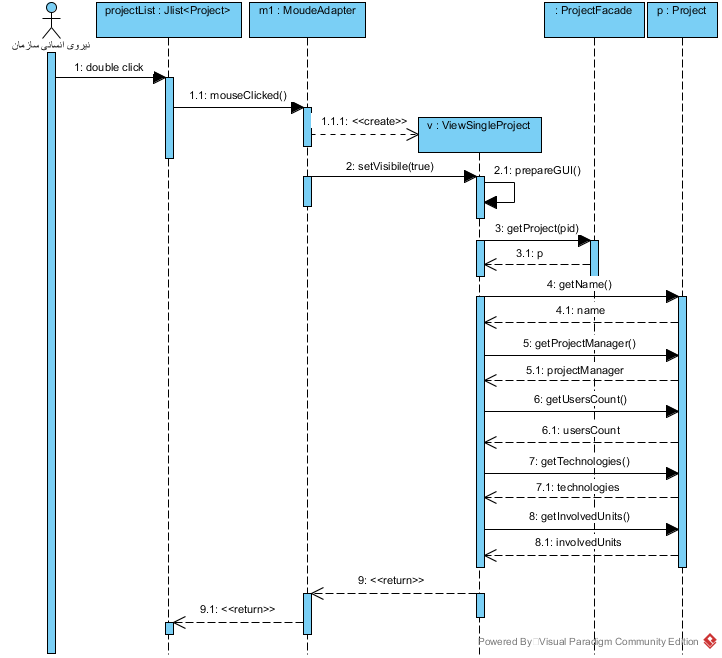 projectList : Jlist<Project>
m1 : MoudeAdapter
: ProjectFacade
p : Project
نیروی انسانی سازمان
1: double click
1.1: mouseClicked()
1.1.1: <<create>>
v : ViewSingleProject
2: setVisibile(true)
2.1: prepareGUI()
3: getProject(pid)
3.1: p
4: getName()
4.1: name
5: getProjectManager()
5.1: projectManager
6: getUsersCount()
6.1: usersCount
7: getTechnologies()
7.1: technologies
8: getInvolvedUnits()
8.1: involvedUnits
9: <<return>>
9.1: <<return>>
Powered By Visual Paradigm Community Edition